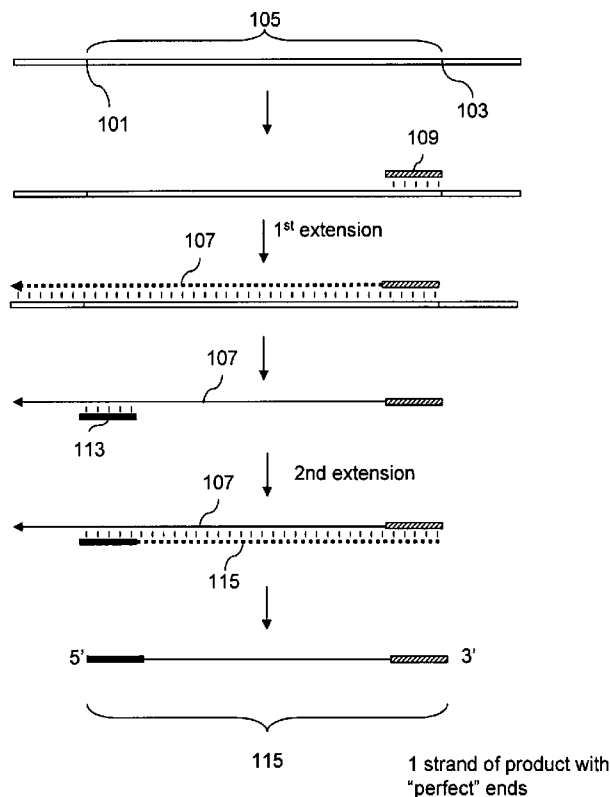 105
101
103
109
1st extension
107
107
113
2nd extension
107
115
5' 3'
115
1 strand of product with
"perfect" ends